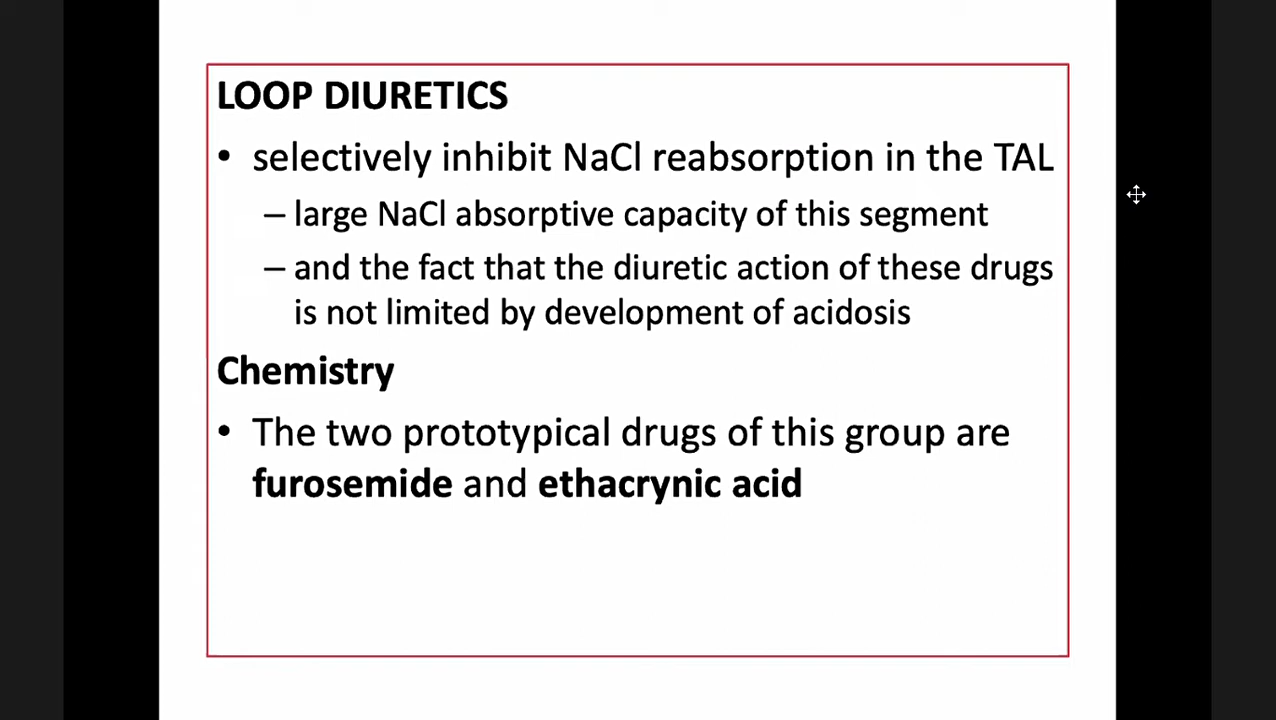 LOOP DIURETICS
• selectively inhibit NaCl reabsorption in the TAL
– large NaCl absorptive capacity of this segment
– and the fact that the diuretic action of these drugs
is not limited by development of acidosis
Chemistry
• The two prototypical drugs of this group are
furosemide and ethacrynic acid